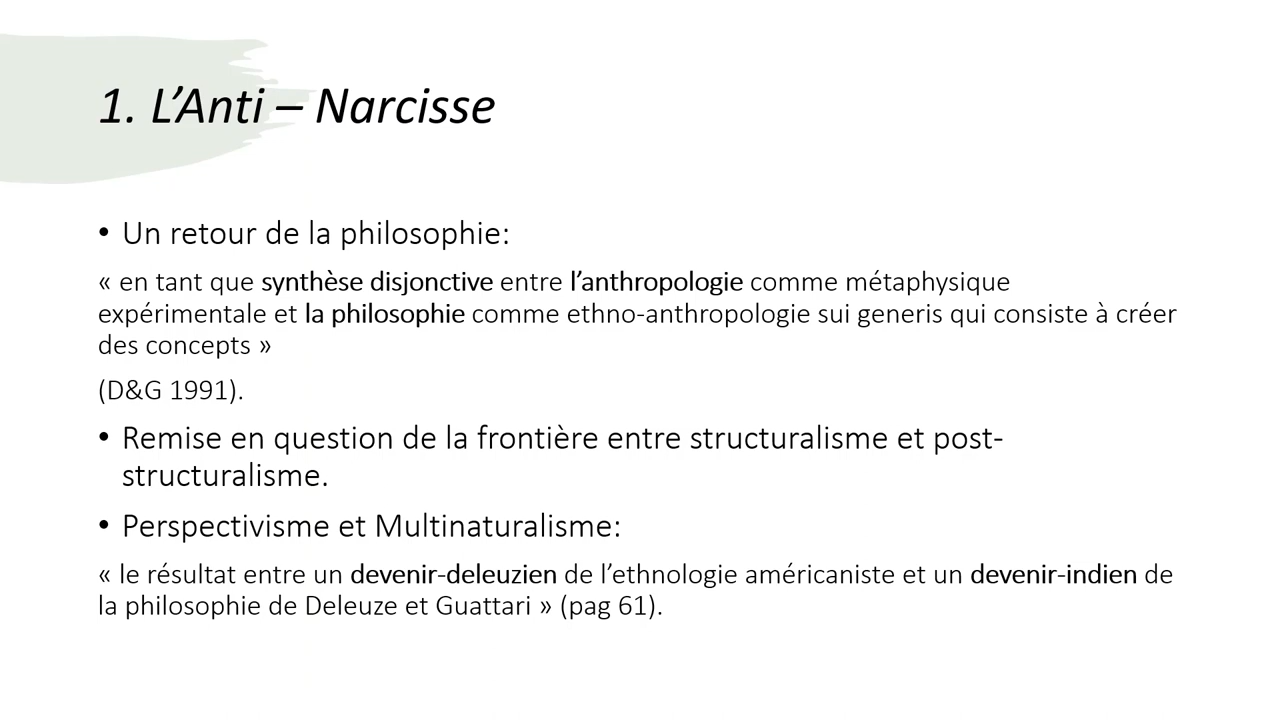 1. L’Anti – Narcisse
• Un retour de la philosophie:
« en tant que synthèse disjonctive entre l’anthropologie comme métaphysique
expérimentale et la philosophie comme ethno-anthropologie sui generis qui consiste à créer
des concepts »
(D&G 1991).
• Remise en question de la frontière entre structuralisme et post-
structuralisme.
• Perspectivisme et Multinaturalisme:
« le résultat entre un devenir-deleuzien de l’ethnologie américaniste et un devenir-indien de
la philosophie de Deleuze et Guattari » (pag 61).